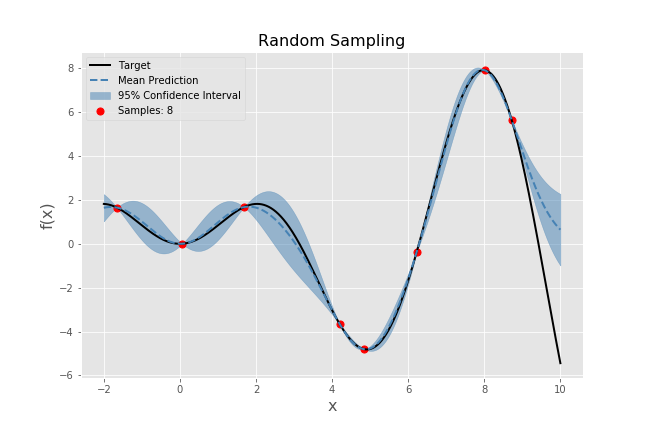 Random Sampling
Target
Mean Prediction
95% Confidence Interval
Samples: 8
f(x)
8
6
4
2
0
−2
−4
−6
−2
0
2
4
6
8
10
x